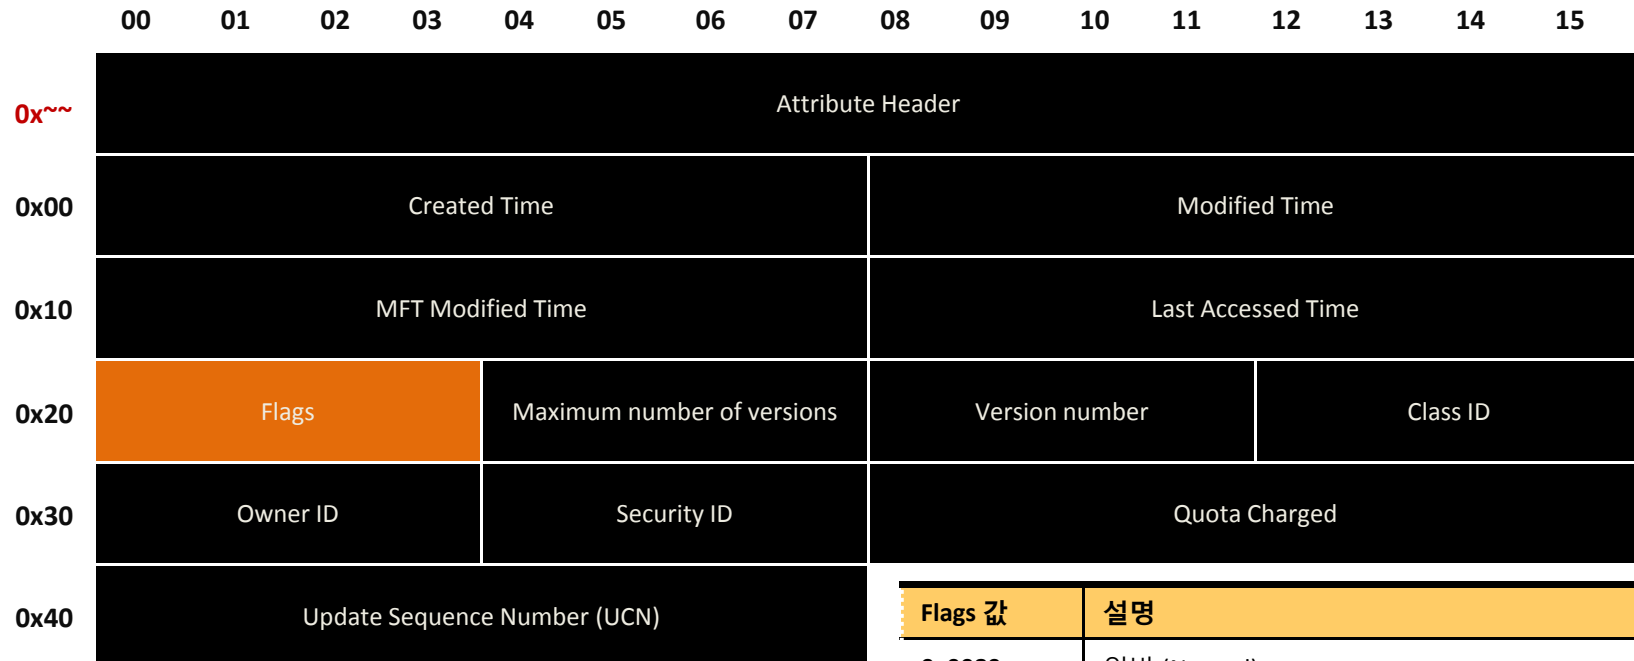 00 01 02 03 04 05 06 07 08 09 10 11 12 13 14 15
0x~~ Attribute Header
0x00 Created Time Modified Time
0x10 MFT Modified Time Last Accessed Time
0x20 Flags Maximum number of versions Version number Class ID
0x30 Owner ID Security ID Quota Charged
0x40 Update Sequence Number (UCN)
Flags 값 설명